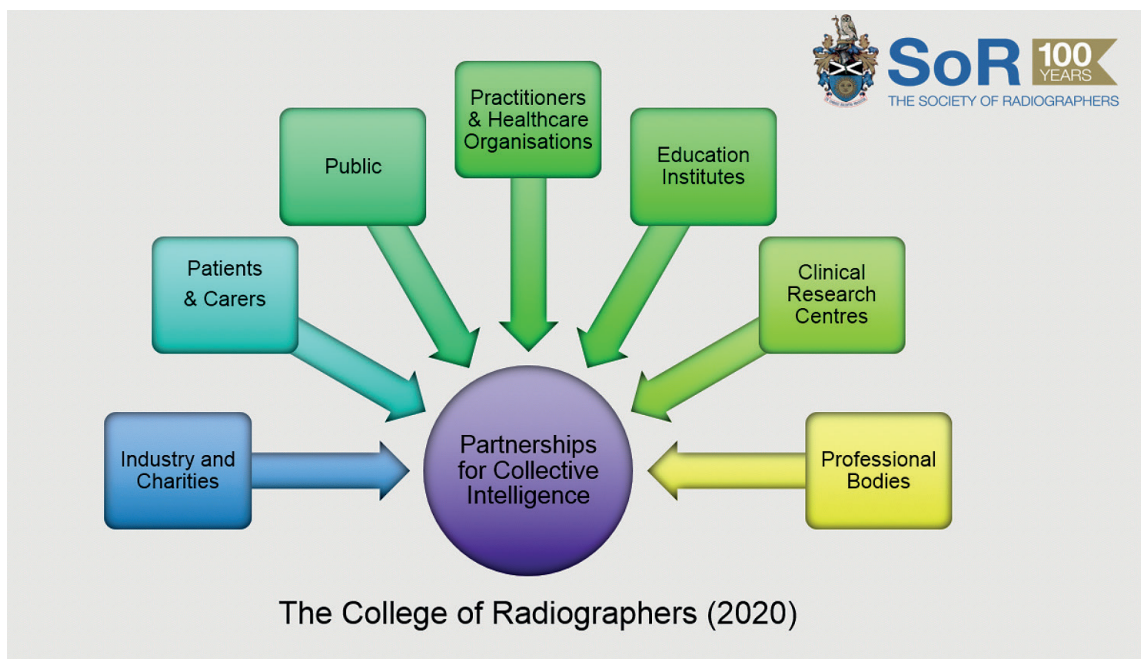 SoR
100
YEARS
THE SOCIETY OF RADIOGRAPHERS
Practitioners
& Healthcare
Organisations
Public
Education
Institutes
Patients
& Carers
Clinical
Research
Centres
Industry and
Charities
Partnerships
for Collective
Intelligence
Professional
Bodies
The College of Radiographers (2020)